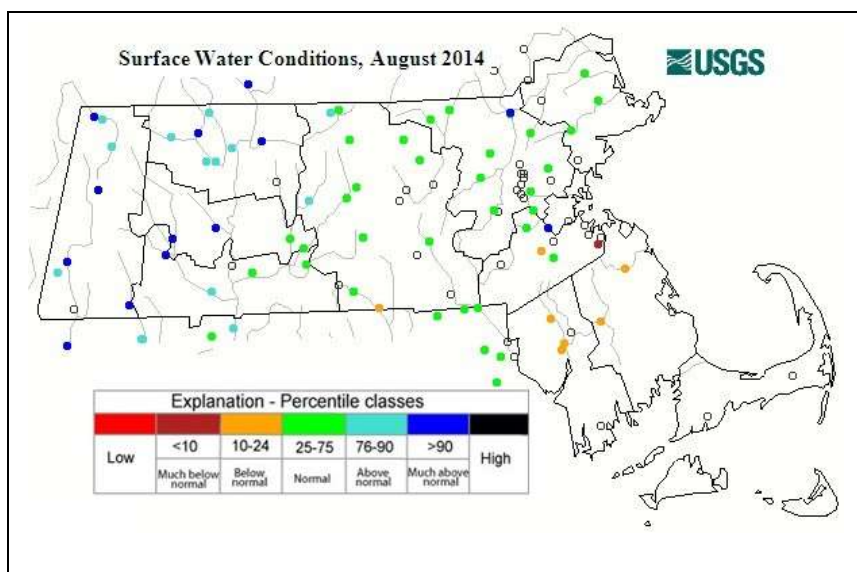 Surface Water Conditions, August 2014
USGS
Explanation - Percentile classes
Low
<10
10-24
25-75
76-90
>90
High
Much below
normal
Below
normal
Normal
Above
normal
Much above
normal